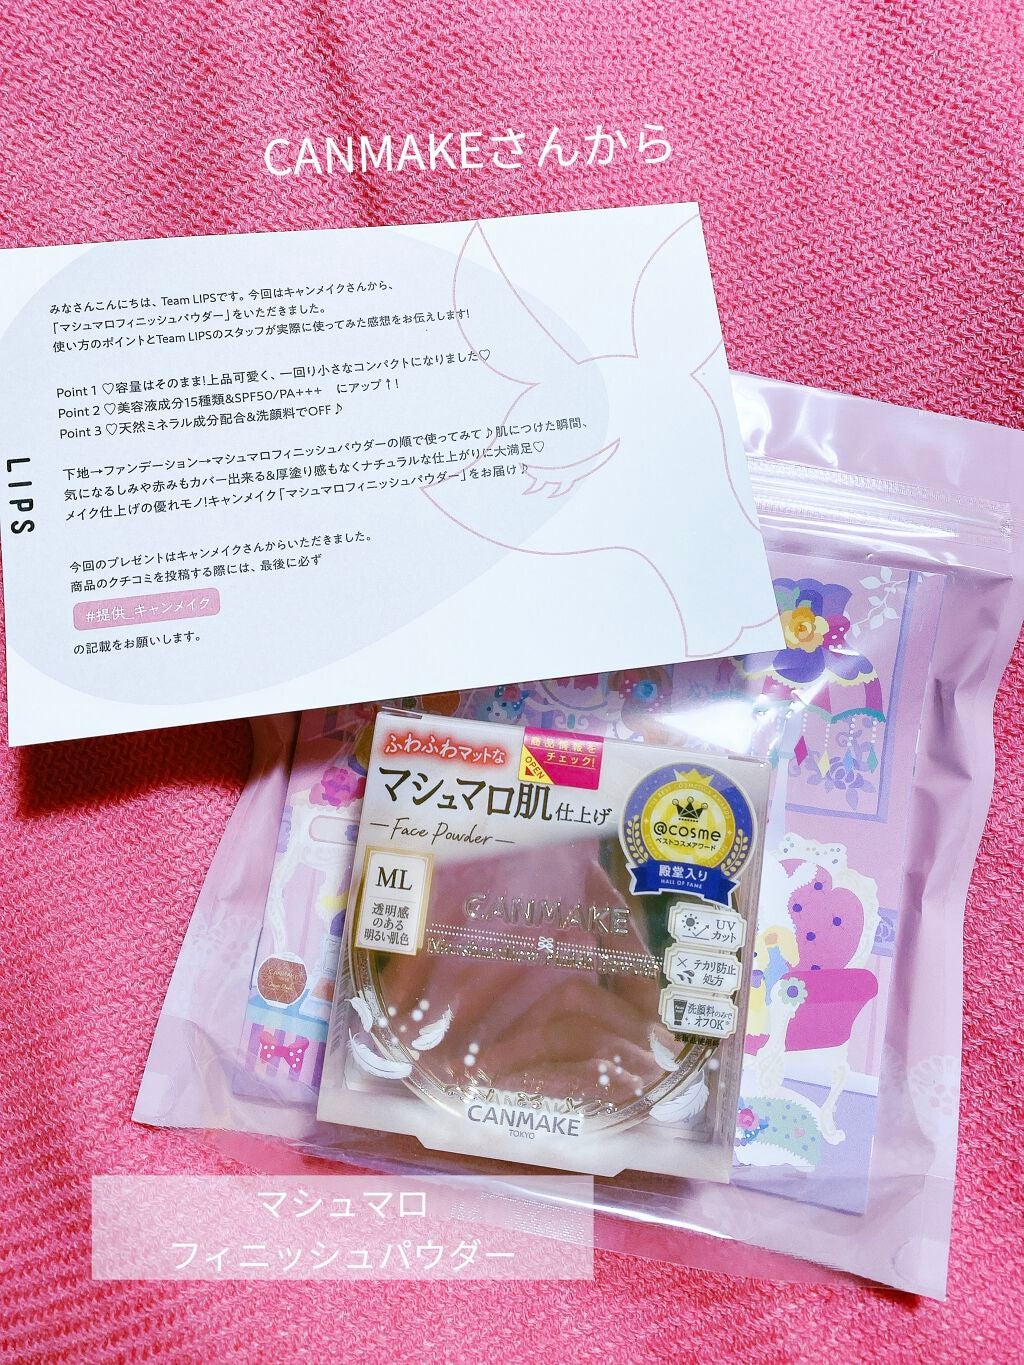 CANMAKEさんから
みなさんこんにちは、Team LIPSです。今回はキャンメイクさんから、
「マシュマロフィニッシュパウダー」をいただきました。
使い方のポイントとTeam LIPSのスタッフが実際に使ってみた感想をお伝えします!
Point 1 ♡容量はそのまま!上品可愛く、一回り小さなコンパクトになりました♡
Point 2 ♡美容液成分15種類&SPF50/PA+++ にアップ↑!
Point 3 ♡天然ミネラル成分配合&洗顔料でOFF♪
下地→ファンデーション→マシュマロフィニッシュパウダーの順で使ってみて♪肌につけた瞬間、
気になるしみや赤みもカバー出来る&厚塗り感もなくナチュラルな仕上がりに大満足♡
メイク仕上げの優れモノ!キャンメイク「マシュマロフィニッシュパウダー」をお届け♪
LIPS
今回のプレゼントはキャンメイクさんからいただきました。
商品のクチコミを投稿する際には、最後に必ず
#提供_キャンメイク
の記載をお願いします。
ふわふわマットな
商品情報を
チェック!
OPEN
マシュマロ肌仕上げ
Face Powder
@cosme
ベストコスメアワード
殿堂入り
HALL OF FAME
ML
透明感
のある
明るい肌色
CANMAKE
Marshmallow Finish Powder
UV
カット
テカリ防止
処方
洗顔料のみで
オフOK※
CANMAKE
TOKYO
マシュマロ
フィニッシュパウダー